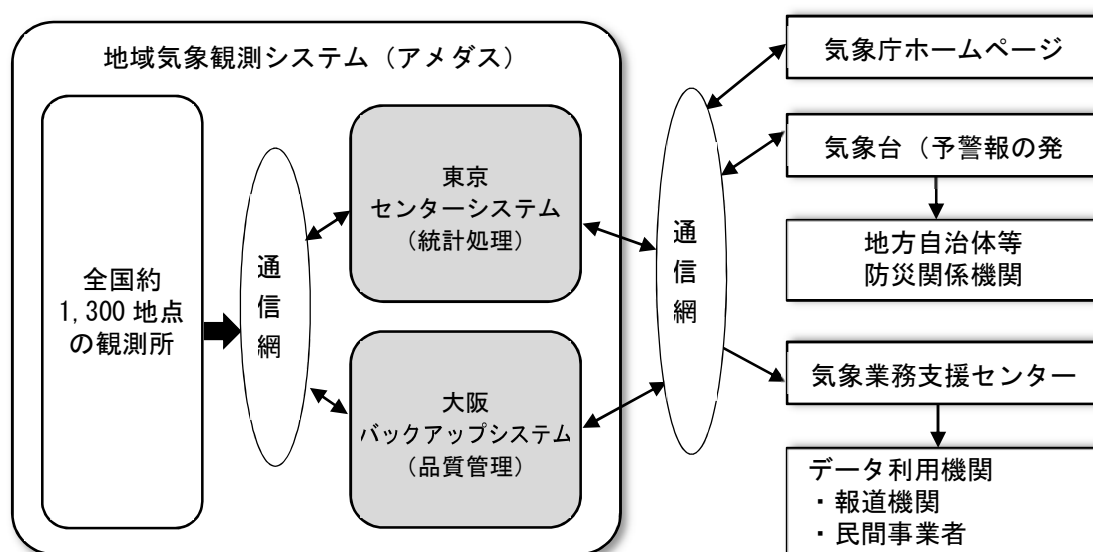 地域気象観測システム（アメダス）
全国約
1,300 地点
の観測所
通
信
網
東京
センターシステム
（統計処理）
大阪
バックアップシステム
（品質管理）
通
信
網
気象庁ホームページ
気象台（予警報の発
地方自治体等
防災関係機関
気象業務支援センター
データ利用機関
・報道機関
・民間事業者